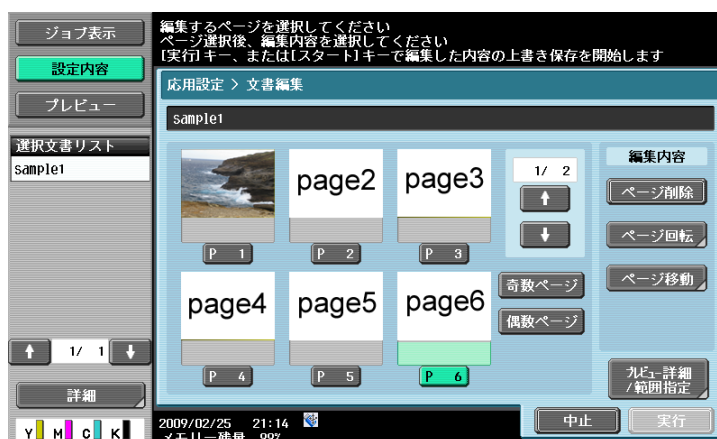 ジョブ表示
設定内容
プレビュー
選択文書リスト
sample1
1/ 1
詳細
Y M C K
編集するページを選択してください
ページ選択後、編集内容を選択してください
[実行]キー、または[スタート]キーで編集した内容の上書き保存を開始します
応用設定 > 文書編集
sample1
page2
page3
P 1
P 2
P 3
page4
page5
page6
P 4
P 5
P 6
1/ 2
奇数ページ
偶数ページ
編集内容
ページ削除
ページ回転
ページ移動
プレビュー詳細
/範囲指定
2009/02/25 21:14
メモリー残量 99%
中止
実行